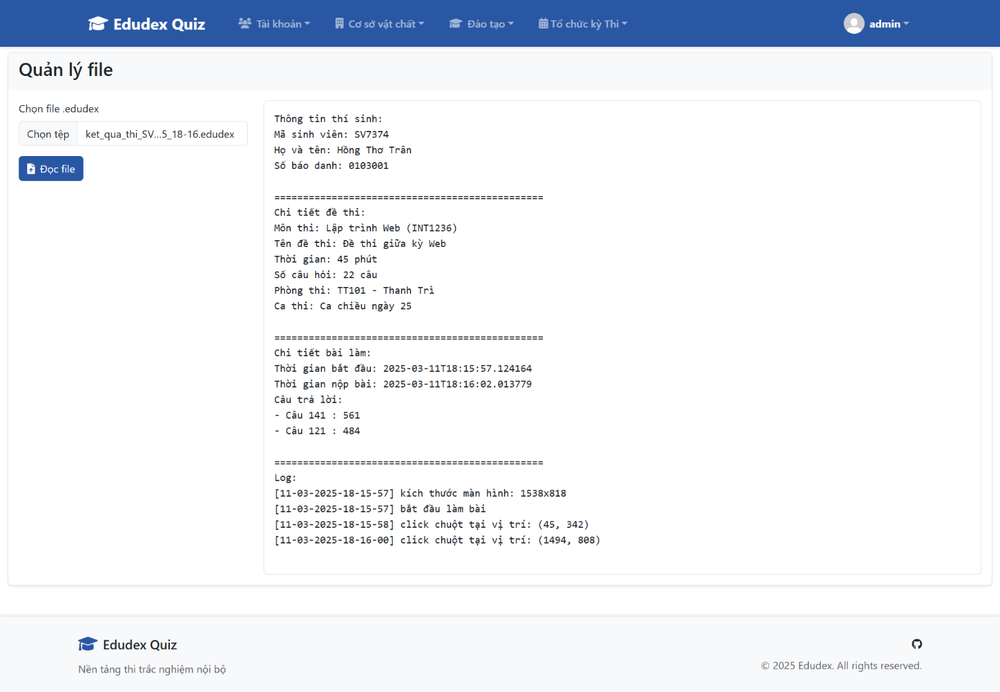 Edudex Quiz
Tài khoản
Cơ sở vật chất
Đào tạo
Tổ chức kỳ Thi
admin
Quản lý file
Chọn file .edudex
Chọn tệp ket_qua_thi_SV...5_18-16.edudex
Đọc file
Thông tin thí sinh:
Mã sinh viên: SV7374
Họ và tên: Hồng Thơ Trân
Số báo danh: 0103001
===============================================
Chi tiết đề thi:
Môn thi: Lập trình Web (INT1236)
Tên đề thi: Đề thi giữa kỳ Web
Thời gian: 45 phút
Số câu hỏi: 22 câu
Phòng thi: TT101 - Thanh Trì
Ca thi: Ca chiều ngày 25
===============================================
Chi tiết bài làm:
Thời gian bắt đầu: 2025-03-11T18:15:57.124164
Thời gian nộp bài: 2025-03-11T18:16:02.013779
Câu trả lời:
- Câu 141 : 561
- Câu 121 : 484
===============================================
Log:
[11-03-2025-18-15-57] kích thước màn hình: 1538x818
[11-03-2025-18-15-57] bắt đầu làm bài
[11-03-2025-18-15-58] click chuột tại vị trí: (45, 342)
[11-03-2025-18-16-00] click chuột tại vị trí: (1494, 808)
Edudex Quiz
Nền tảng thi trắc nghiệm nội bộ
© 2025 Edudex. All rights reserved.